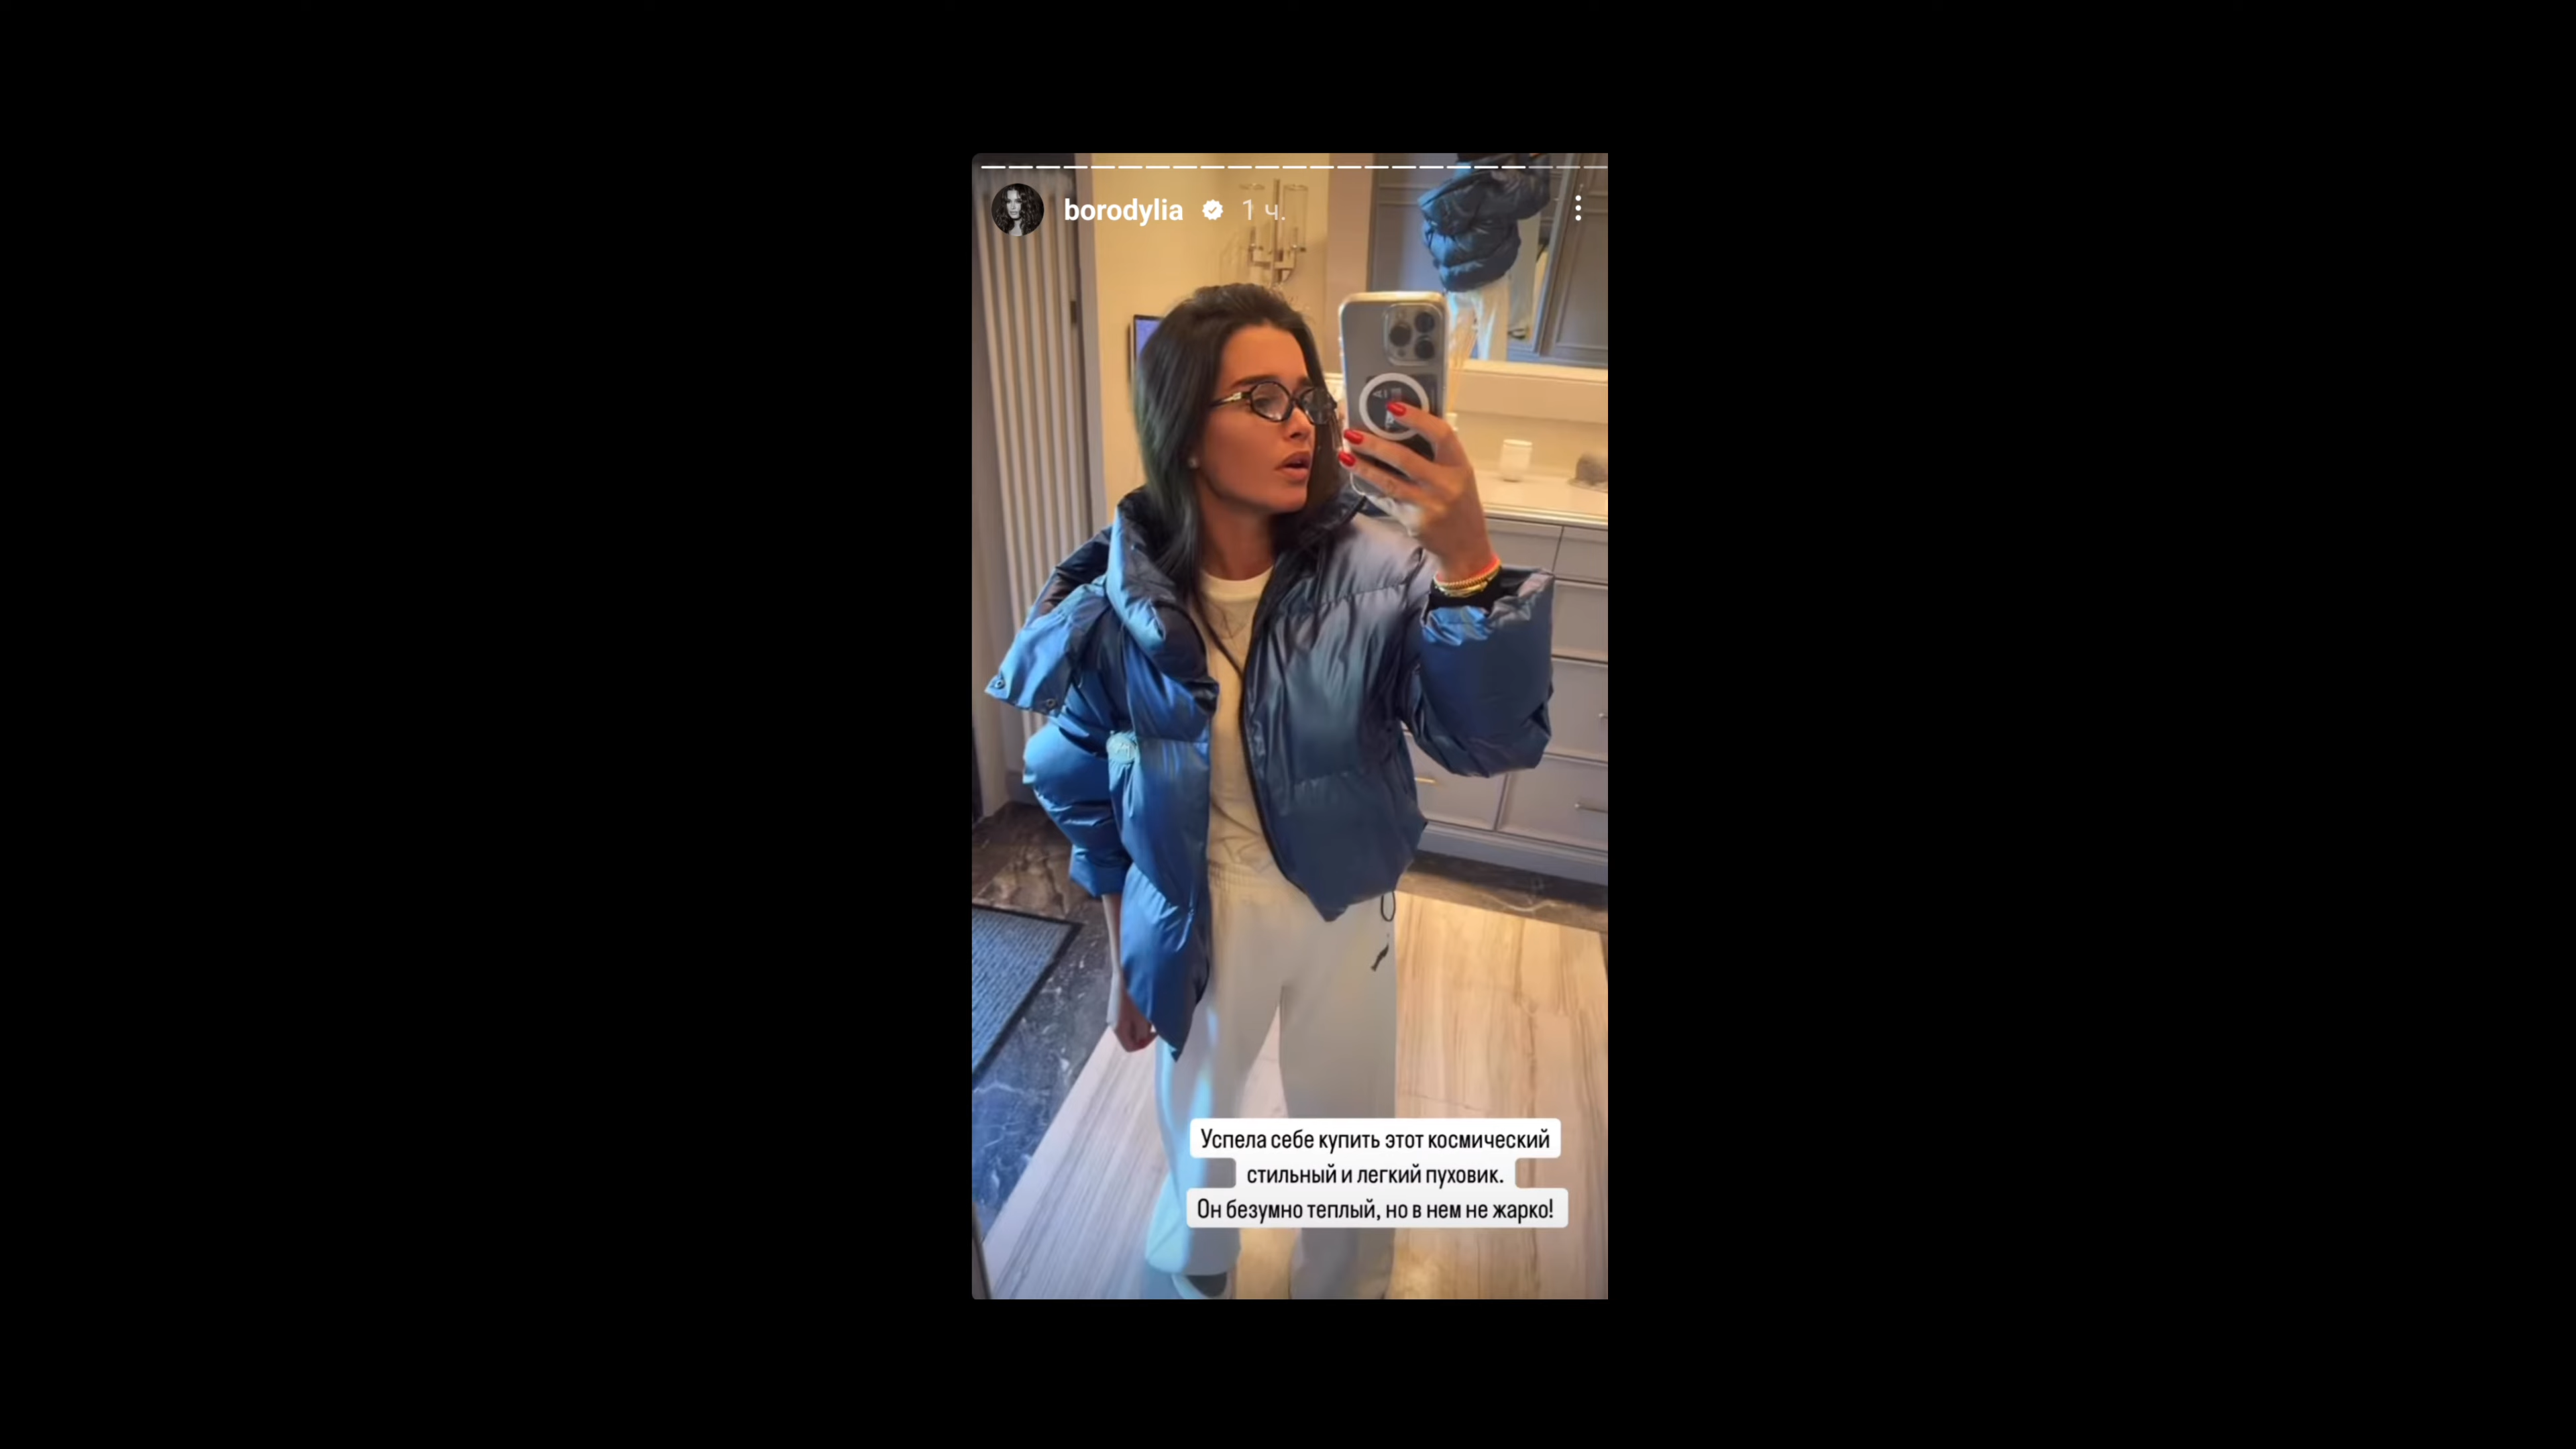 borodylia 1 ч.
Успела себе купить этот космический
стильный и легкий пуховик.
Он безумно теплый, но в нем не жарко!